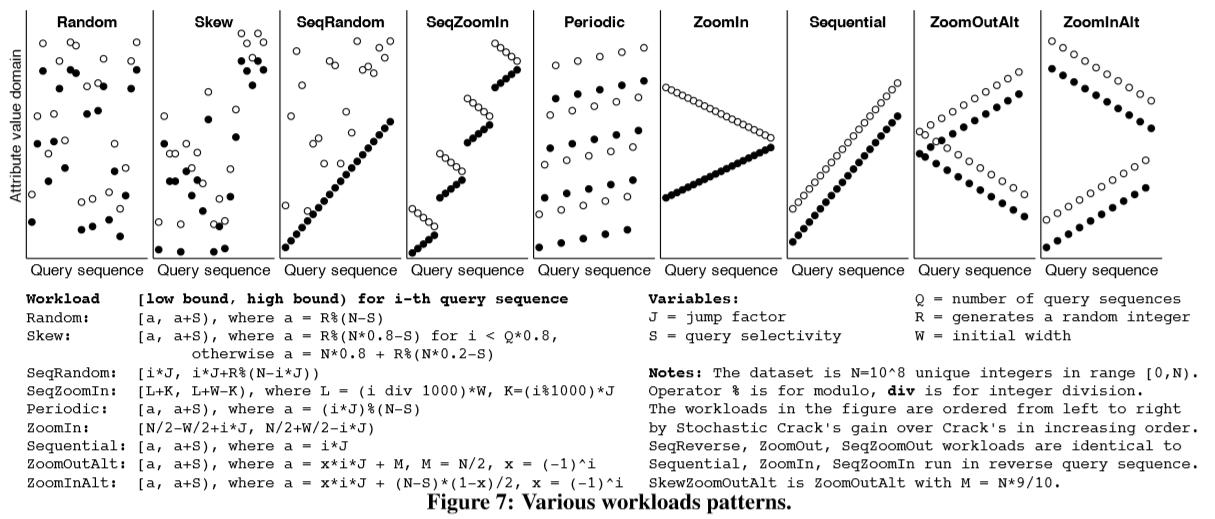 Random Skew SeqRandom SeqZoomIn Periodic ZoomIn Sequential ZoomOutAlt ZoomInAlt
Attribute value domain
Query sequence Query sequence Query sequence Query sequence Query sequence Query sequence Query sequence Query sequence Query sequence
Workload [low bound, high bound) for i-th query sequence
Random: [a, a+S), where a = R%(N-S)
Skew: [a, a+S), where a = R%(N*0.8-S) for i < Q*0.8,
otherwise a = N*0.8 + R%(N*0.2-S)
SeqRandom: [i*J, i*J+R%(N-i*J))
SeqZoomIn: [L+K, L+W-K), where L = (i div 1000)*W, K=(i%1000)*J
Periodic: [a, a+S), where a = (i*J)%(N-S)
ZoomIn: [N/2-W/2+i*J, N/2+W/2-i*J)
Sequential: [a, a+S), where a = i*J
ZoomOutAlt: [a, a+S), where a = x*i*J + M, M = N/2, x = (-1)^i
ZoomInAlt: [a, a+S), where a = x*i*J + (N-S)*(1-x)/2, x = (-1)^i
Variables: Q = number of query sequences
J = jump factor R = generates a random integer
S = query selectivity W = initial width
Notes: The dataset is N=10^8 unique integers in range [0,N).
Operator % is for modulo, div is for integer division.
The workloads in the figure are ordered from left to right
by Stochastic Crack's gain over Crack's in increasing order.
SeqReverse, ZoomOut, SeqZoomOut workloads are identical to
Sequential, ZoomIn, SeqZoomIn run in reverse query sequence.
SkewZoomOutAlt is ZoomOutAlt with M = N*9/10.
Figure 7: Various workloads patterns.